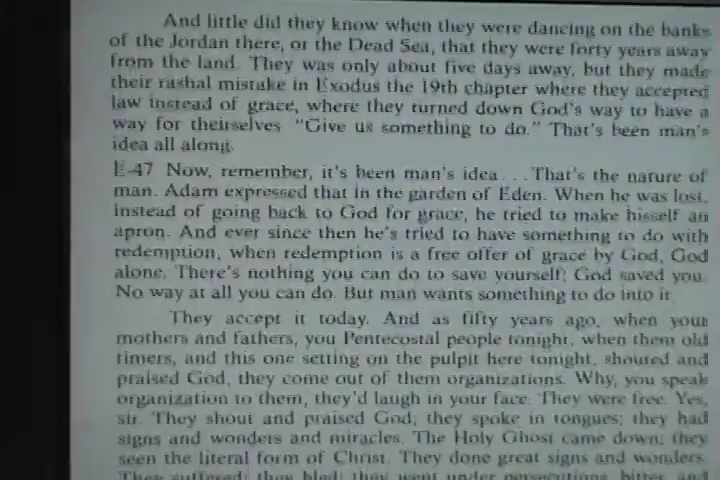 And little did they know when they were dancing on the banks
of the Jordan there, or the Dead Sea, that they were forty years away
from the land. They was only about five days away, but they made
their rashal mistake in Exodus the 19th chapter where they accepted
law instead of grace, where they turned down God's way to have a
way for theirselves "Give us something to do." That's been man's
idea all along.
E-47 Now, remember, it's been man's idea. . .That's the nature of
man. Adam expressed that in the garden of Eden. When he was lost,
instead of going back to God for grace, he tried to make hisself an
apron. And ever since then he's tried to have something to do with
redemption, when redemption is a free offer of grace by God, God
alone. There's nothing you can do to save yourself; God saved you.
No way at all you can do. But man wants something to do into it.
They accept it today. And as fifty years ago, when your
mothers and fathers, you Pentecostal people tonight, when them old
timers, and this one setting on the pulpit here tonight, shouted and
praised God, they come out of them organizations. Why, you speak
organization to them, they'd laugh in your face. They were free. Yes,
sir. They shout and praised God; they spoke in tongues; they had
signs and wonders and miracles. The Holy Ghost came down; they
seen the literal form of Christ. They done great signs and wonders.
They suffered; they bled; they went under persecutions, bitter, and